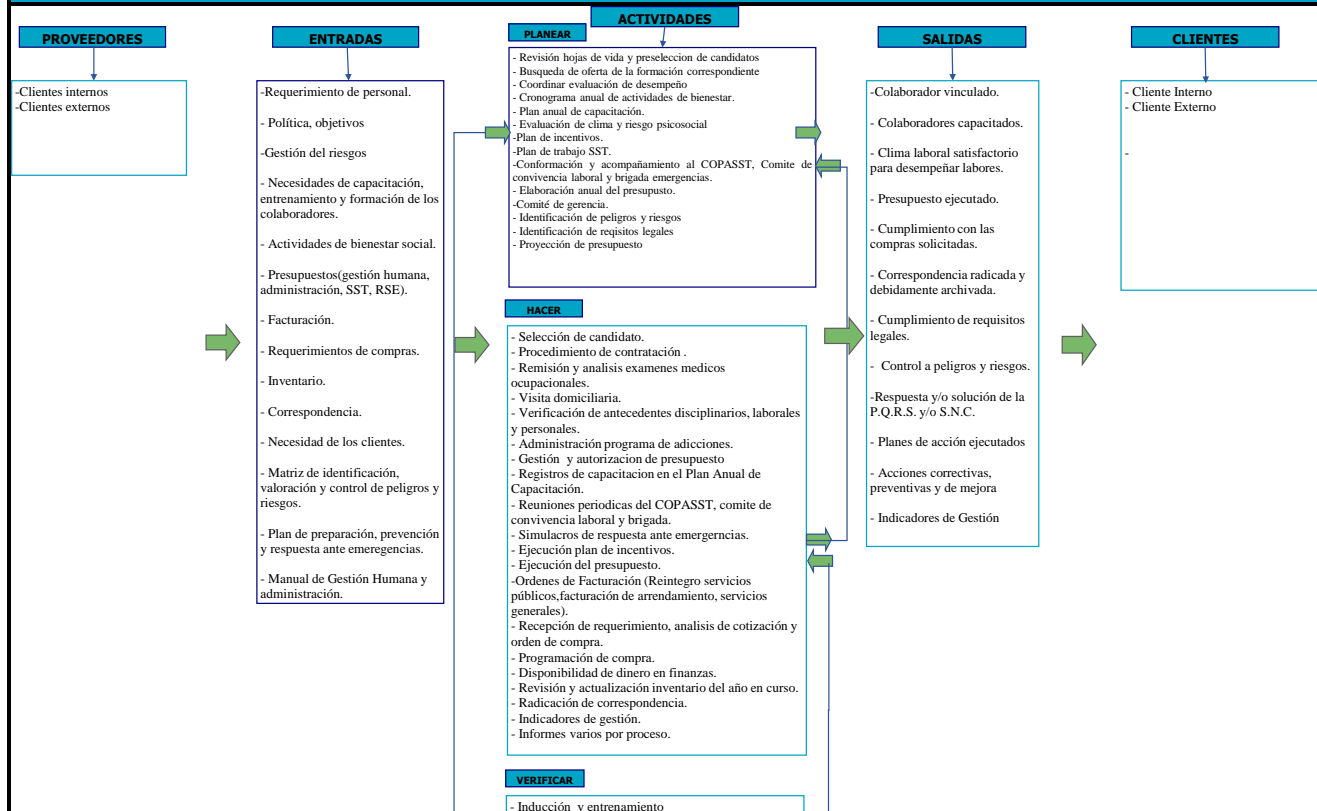 ACTIVIDADES
PROVEEDORES
-Clientes internos
-Clientes externos
ENTRADAS
-Requerimiento de personal.
- Política, objetivos
-Gestión del riesgos
- Necesidades de capacitación,
entrenamiento y formación de los
colaboradores.
- Actividades de bienestar social.
- Presupuestos(gestión humana,
administración, SST, RSE).
- Facturación.
- Requerimientos de compras.
- Inventario.
- Correspondencia.
- Necesidad de los clientes.
- Matriz de identificación,
valoración y control de peligros y
riesgos.
- Plan de preparación, prevención
y respuesta ante emeregencias.
- Manual de Gestión Humana y
administración.
PLANEAR
- Revisión hojas de vida y preseleccion de candidatos
- Busqueda de oferta de la formación correspondiente
- Coordinar evaluación de desempeño
- Cronograma anual de actividades de bienestar.
- Plan anual de capacitación.
- Evaluación de clima y riesgo psicosocial
-Plan de incentivos.
-Plan de trabajo SST.
-Conformación y acompañamiento al COPASST, Comite de
convivencia laboral y brigada emergencias.
- Elaboración anual del presupusto.
-Comité de gerencia.
- Identificación de peligros y riesgos
- Identificación de reqisitos legales
- Proyección de presupuesto
HACER
- Selección de candidato.
- Procedimiento de contratación .
- Remisión y analisis examenes medicos
ocupacionales.
- Visita domiciliaria.
- Verificación de antecedentes disciplinarios, laborales
y personales.
- Administración programa de adicciones.
- Gestión y autorizacion de presupuesto
- Registros de capacitacion en el Plan Anual de
Capacitación.
- Reuniones periodicas del COPASST, comite de
convivencia laboral y brigada.
- Simulacros de respuesta ante emergerncias.
- Ejecución plan de incentivos.
- Ejecución del presupuesto.
-Ordenes de Facturación (Reintegro servicios
públicos,facturación de arrendamiento, servicios
generales).
- Recepción de requerimiento, analisis de cotización y
orden de compra.
- Programación de compra.
- Disponibilidad de dinero en finanzas.
- Revisión y actualización inventario del año en curso.
- Radicación de correspondencia.
- Indicadores de gestión.
- Informes varios por proceso.
VERIFICAR
- Inducción y entrenamiento
SALIDAS
-Colaborador vinculado.
- Colaboradores capacitados.
- Clima laboral satisfactorio
para desempeñar labores.
- Presupuesto ejecutado.
- Cumplimiento con las
compras solicitadas.
- Correspondencia radicada y
debidamente archivada.
- Cumplimiento de requisitos
legales.
- Control a peligros y riesgos.
-Respuesta y/o solución de la
P.Q.R.S. y/o S.N.C.
- Planes de acción ejecutados
- Acciones correctivas,
preventivas y de mejora
- Indicadores de Gestión
CLIENTES
- Cliente Interno
- Cliente Externo
-